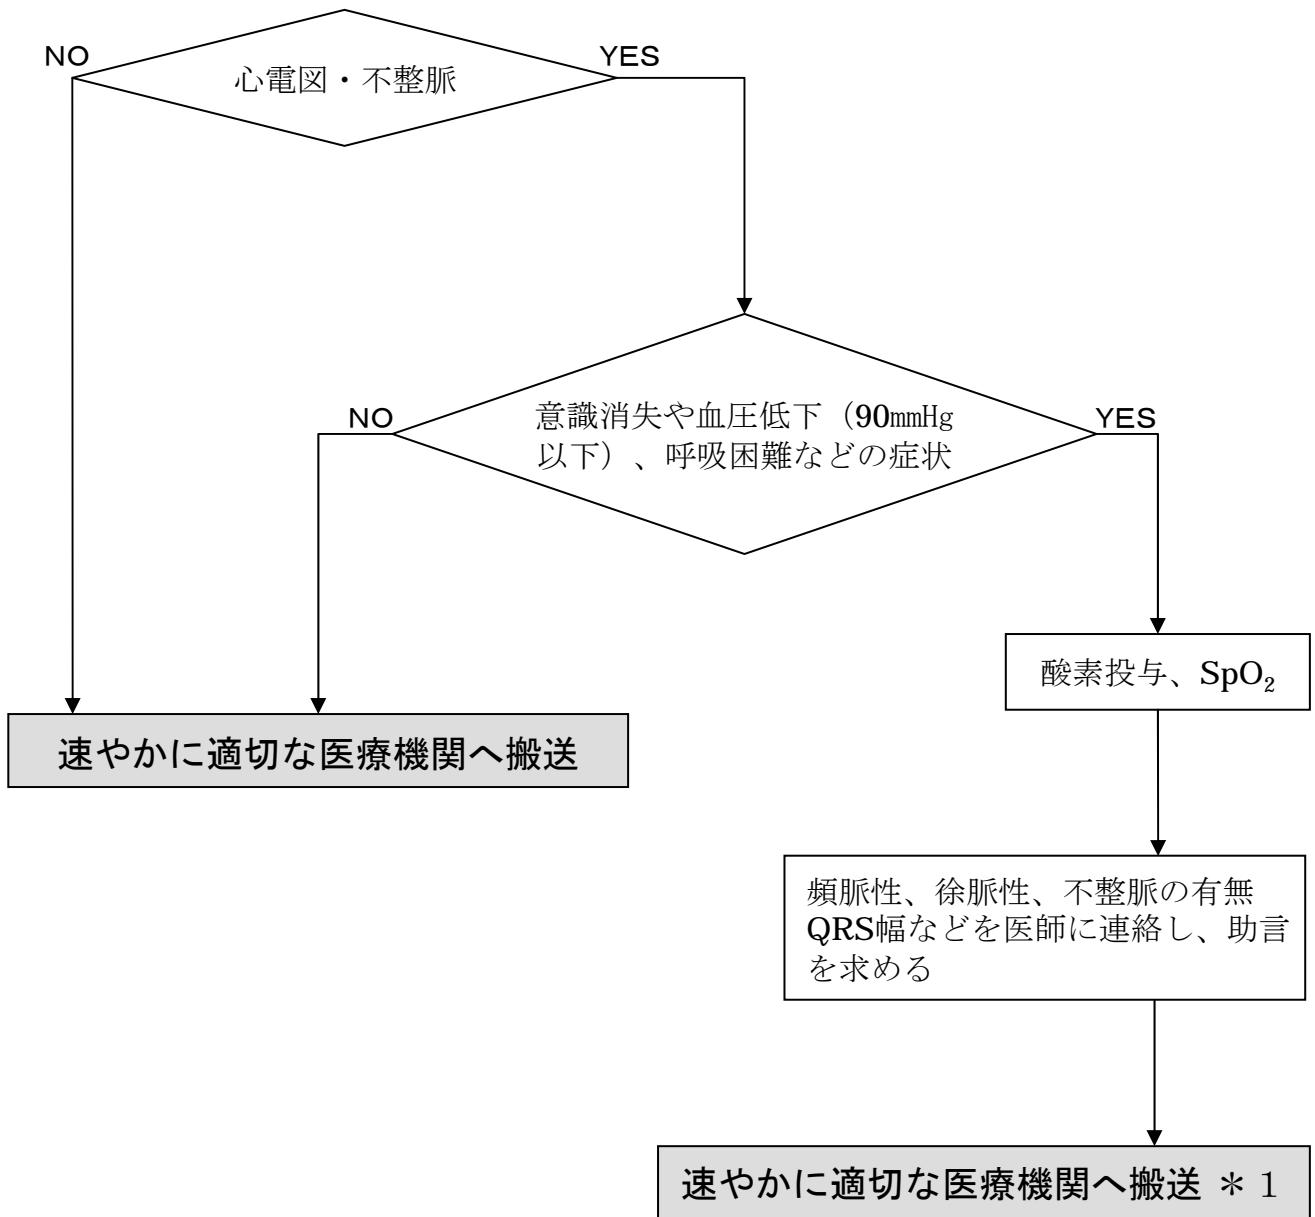 NO
YES
心電図・不整脈
NO
意識消失や血圧低下（90㎜Hg
以下）、呼吸困難などの症状
YES
酸素投与、SpO₂
速やかに適切な医療機関へ搬送
頻脈性、徐脈性、不整脈の有無
QRS幅などを医師に連絡し、助言
を求める
速やかに適切な医療機関へ搬送 ＊１